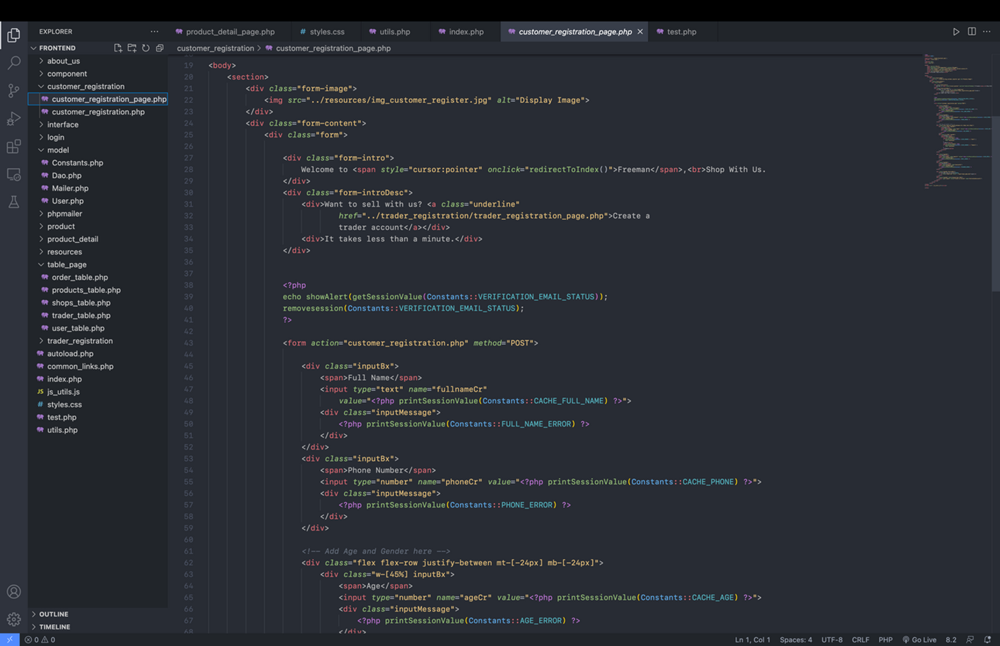 EXPLORER
product_detail_page.php
# styles.css
utils.php
index.php
customer_registration_page.php
test.php
FRONTEND
customer_registration > customer_registration_page.php
about_us
component
customer_registration
customer_registration_page.php
customer_registration.php
interface
login
model
Constants.php
Dao.php
Mailer.php
User.php
phpmailer
product
product_detail
resources
table_page
order_table.php
products_table.php
shops_table.php
trader_table.php
user_table.php
trader_registration
autoload.php
common_links.php
index.php
JS js_utils.js
# styles.css
test.php
utils.php
OUTLINE
TIMELINE
19 <body>
20 <section>
21 <div class="form-image">
22 <img src="../resources/img_customer_register.jpg" alt="Display Image">
23 </div>
24 <div class="form-content">
25 <div class="form">
26
27 <div class="form-intro">
28 Welcome to <span style="cursor:pointer" onclick="redirectToIndex()">Freeman</span>,<br>Shop With Us.
29 </div>
30 <div class="form-introDesc">
31 <div>Want to sell with us? <a class="underline"
32 href="../trader_registration/trader_registration_page.php">Create a
33 trader account</a></div>
34 <div>It takes less than a minute.</div>
35 </div>
36
37
38 <?php
39 echo showAlert(getSessionValue(Constants::VERIFICATION_EMAIL_STATUS));
40 removesession(Constants::VERIFICATION_EMAIL_STATUS);
41 ?>
42
43 <form action="customer_registration.php" method="POST">
44
45 <div class="inputBx">
46 <span>Full Name</span>
47 <input type="text" name="fullnameCr"
48 value="<?php printSessionValue(Constants::CACHE_FULL_NAME) ?>">
49 <div class="inputMessage">
50 <?php printSessionValue(Constants::FULL_NAME_ERROR) ?>
51 </div>
52 </div>
53 <div class="inputBx">
54 <span>Phone Number</span>
55 <input type="number" name="phoneCr" value="<?php printSessionValue(Constants::CACHE_PHONE) ?>">
56 <div class="inputMessage">
57 <?php printSessionValue(Constants::PHONE_ERROR) ?>
58 </div>
59 </div>
60
61 <!-- Add Age and Gender here -->
62 <div class="flex flex-row justify-between mt-[-24px] mb-[-24px]">
63 <div class="w-[45%] inputBx">
64 <span>Age</span>
65 <input type="number" name="ageCr" value="<?php printSessionValue(Constants::CACHE_AGE) ?>">
66 <div class="inputMessage">
67 <?php printSessionValue(Constants::AGE_ERROR) ?>
68 </div>
0 0
Ln 1, Col 1
Spaces: 4
UTF-8
CRLF
PHP
Go Live
8.2